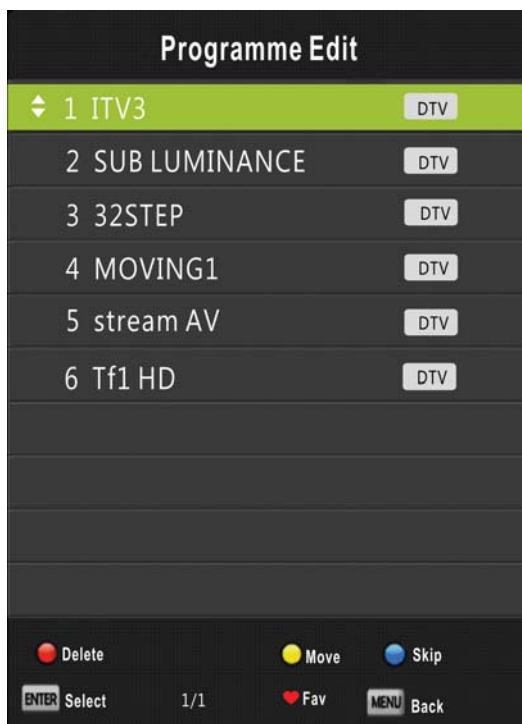 Programme Edit
1 ITV3 DTV
2 SUB LUMINANCE DTV
3 32STEP DTV
4 MOVING1 DTV
5 stream AV DTV
6 Tf1 HD DTV
Delete Move Skip
ENTER Select 1/1 Fav MENU Back